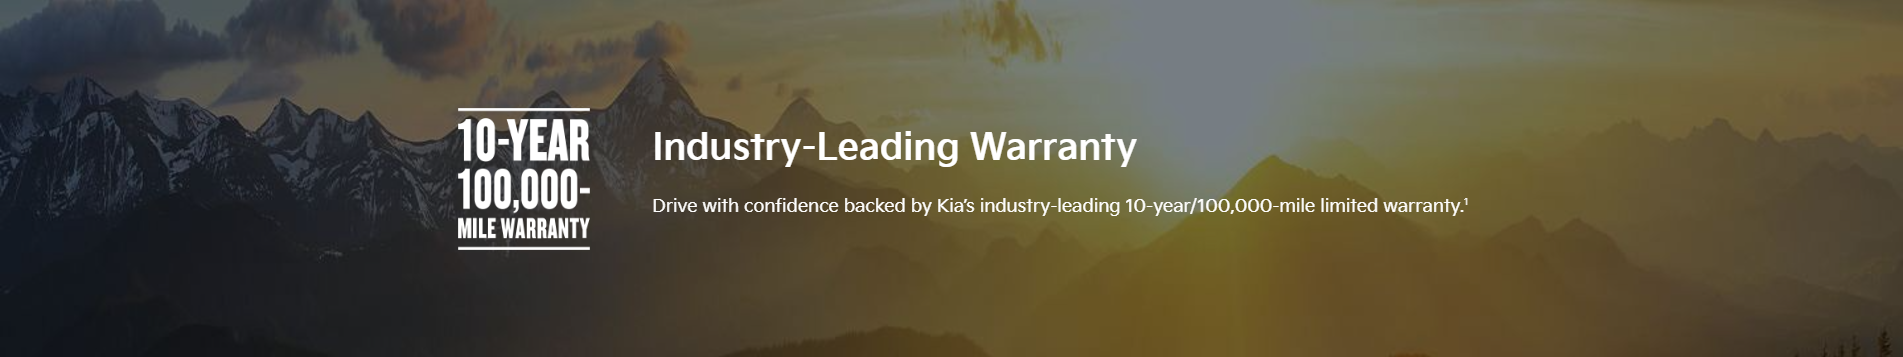 10-YEAR
100,000-
MILE WARRANTY
Industry-Leading Warranty
Drive with confidence backed by Kia's industry-leading 10-year/100,000-mile limited warranty.¹